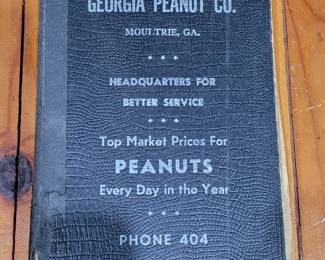 GEORGIA PEANUT CO.
MOULTRIE, GA.
HEADQUARTERS FOR
BETTER SERVICE
Top Market Prices For
PEANUTS
Every Day in the Year
PHONE 404